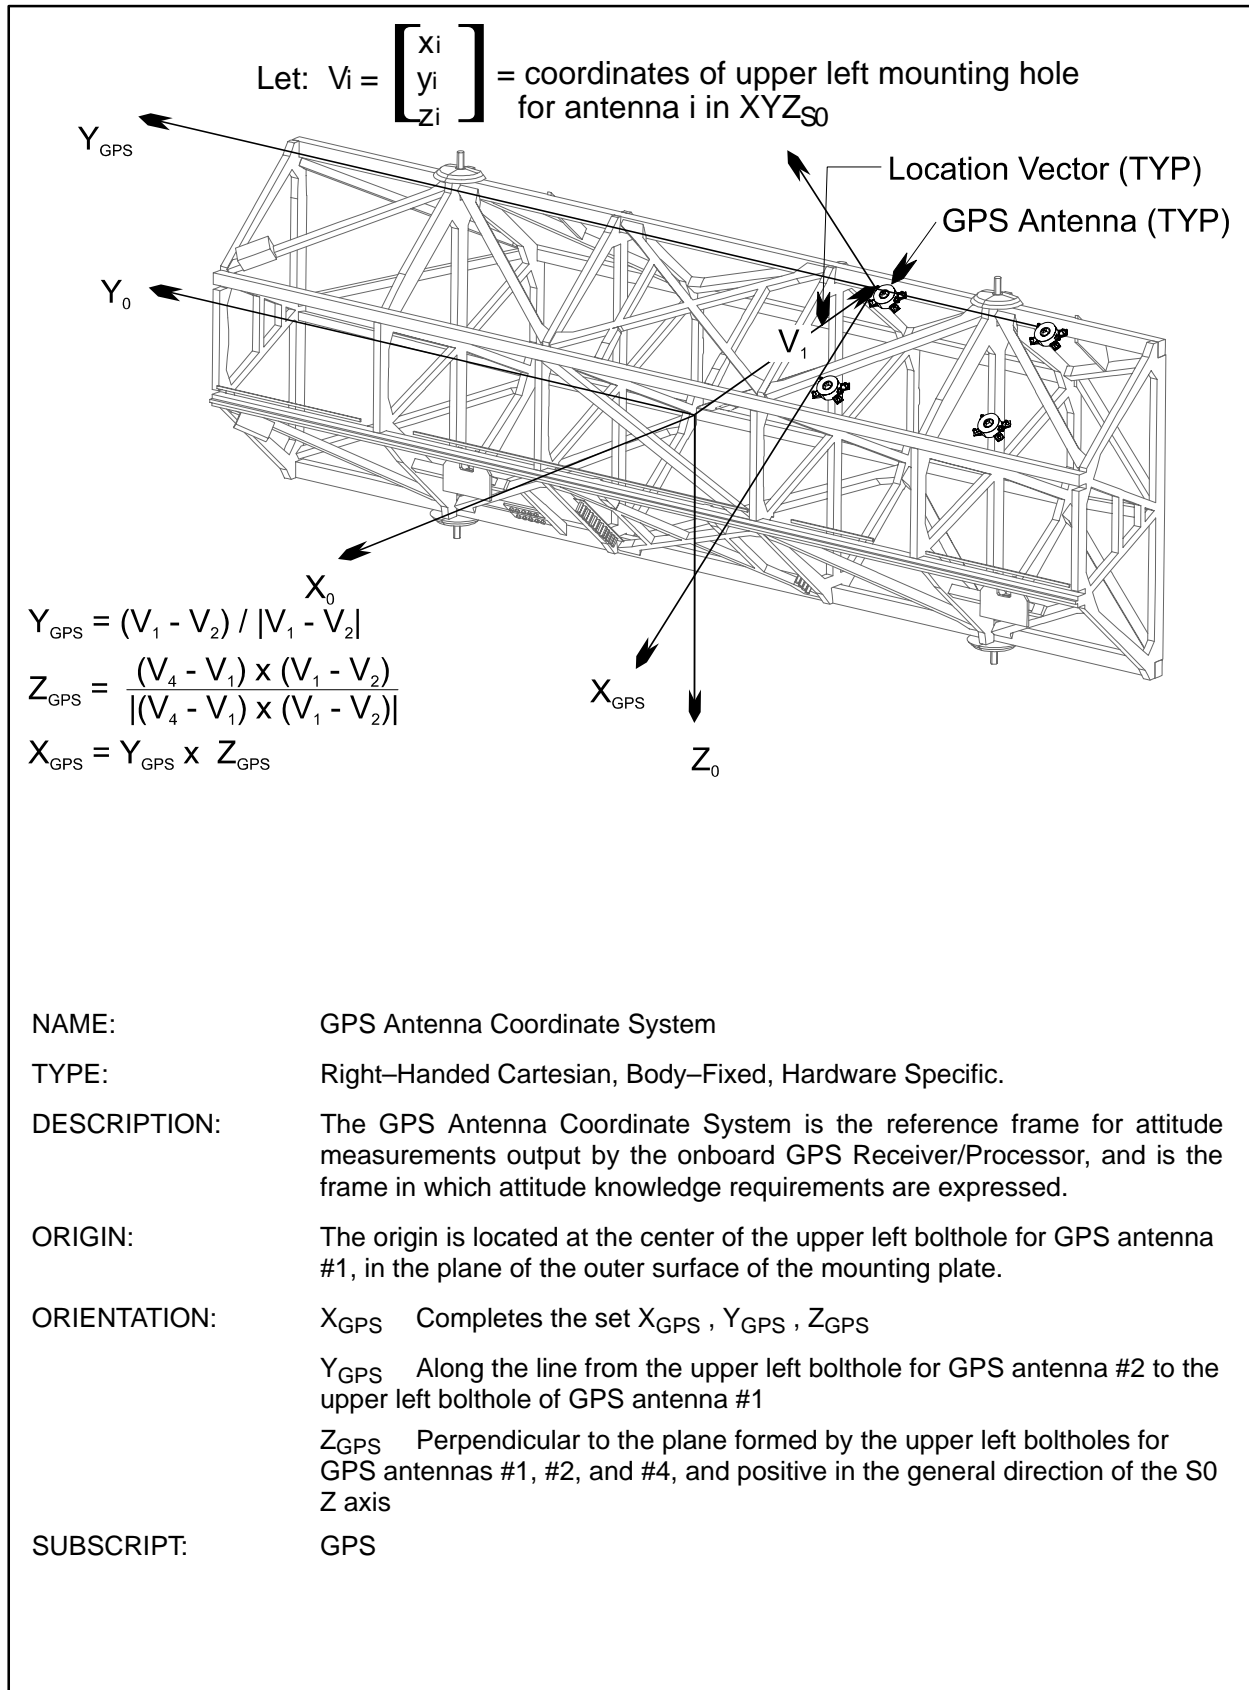 Let: Vi = [ xi yi zi ] = coordinates of upper left mounting hole
for antenna i in XYZS0
YGPS
Location Vector (TYP)
GPS Antenna (TYP)
Y0
V1
X0
XGPS
Z0
YGPS = (V1 - V2) / |V1 - V2|
ZGPS = (V4 - V1) x (V1 - V2)
|(V4 - V1) x (V1 - V2)|
XGPS = YGPS x ZGPS
NAME: GPS Antenna Coordinate System
TYPE: Right–Handed Cartesian, Body–Fixed, Hardware Specific.
DESCRIPTION: The GPS Antenna Coordinate System is the reference frame for attitude
measurements output by the onboard GPS Receiver/Processor, and is the
frame in which attitude knowledge requirements are expressed.
ORIGIN: The origin is located at the center of the upper left bolthole for GPS antenna
#1, in the plane of the outer surface of the mounting plate.
ORIENTATION: XGPS Completes the set XGPS , YGPS , ZGPS
YGPS Along the line from the upper left bolthole for GPS antenna #2 to the
upper left bolthole of GPS antenna #1
ZGPS Perpendicular to the plane formed by the upper left boltholes for
GPS antennas #1, #2, and #4, and positive in the general direction of the S0
Z axis
SUBSCRIPT: GPS